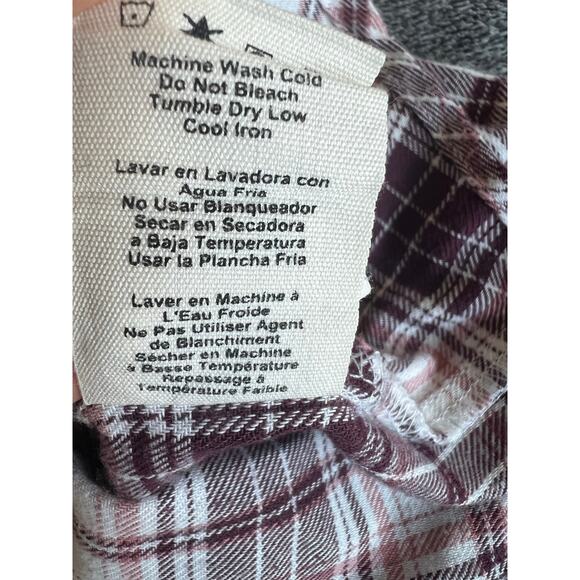 Machine Wash Cold
Do Not Bleach
Tumble Dry Low
Cool Iron
Lavar en Lavadora con
Agua Fria
No Usar Blanqueador
Secar en Secadora
a Baja Temperatura
Usar la Plancha Fria
Laver en Machine à
L'Eau Froide
Ne Pas Utiliser Agent
de Blanchiment
Sécher en Machine
à Basse Température
Repassage à
Température Faible